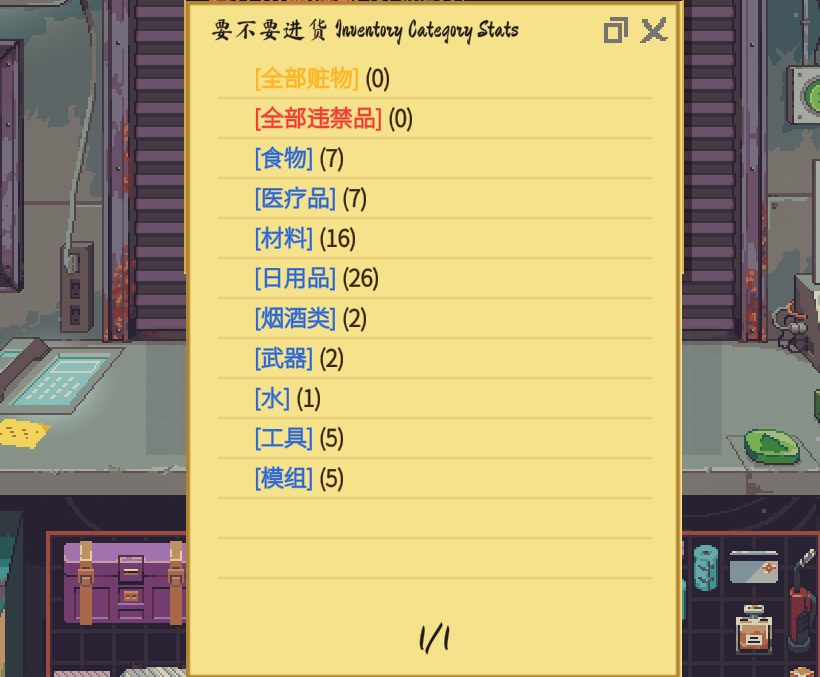 要不要进货 Inventory Category Stats
[全部赃物] (0)
[全部违禁品] (0)
[食物] (7)
[医疗品] (7)
[材料] (16)
[日用品] (26)
[烟酒类] (2)
[武器] (2)
[水] (1)
[工具] (5)
[模组] (5)
1/1